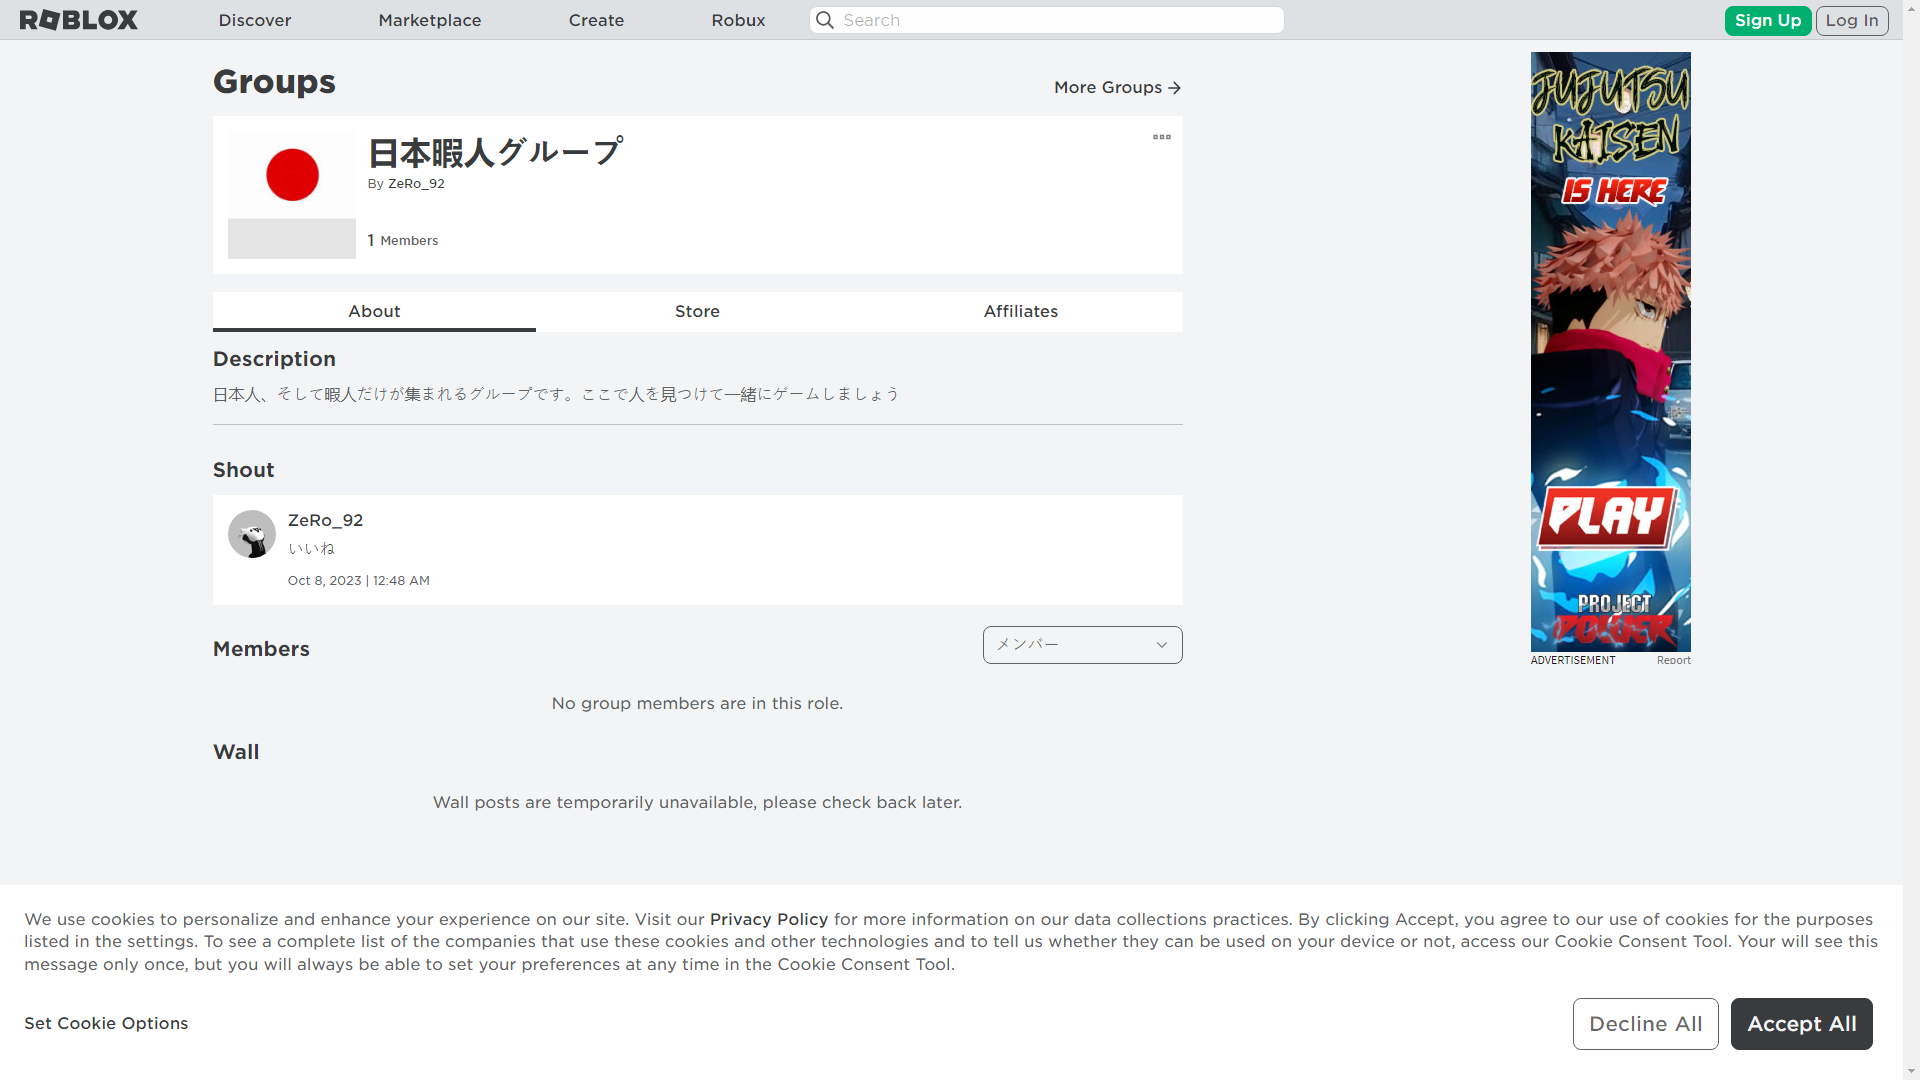 ROBLOX
Discover
Marketplace
Create
Robux
Search
Sign Up
Log In
Groups
More Groups
日本暇人グループ
By ZeRo_92
1 Members
About
Store
Affiliates
Description
日本人、そして暇人だけが集まれるグループです。ここで人を見つけて一緒にゲームしましょう
Shout
ZeRo_92
いいね
Oct 8, 2023 | 12:48 AM
Members
メンバー
No group members are in this role.
Wall
Wall posts are temporarily unavailable, please check back later.
JUJUTSU
KAISEN
IS HERE
PLAY
PROJECT
POWER
ADVERTISEMENT
Report
We use cookies to personalize and enhance your experience on our site. Visit our Privacy Policy for more information on our data collections practices. By clicking Accept, you agree to our use of cookies for the purposes
listed in the settings. To see a complete list of the companies that use these cookies and other technologies and to tell us whether they can be used on your device or not, access our Cookie Consent Tool. Your will see this
message only once, but you will always be able to set your preferences at any time in the Cookie Consent Tool.
Set Cookie Options
Decline All
Accept All